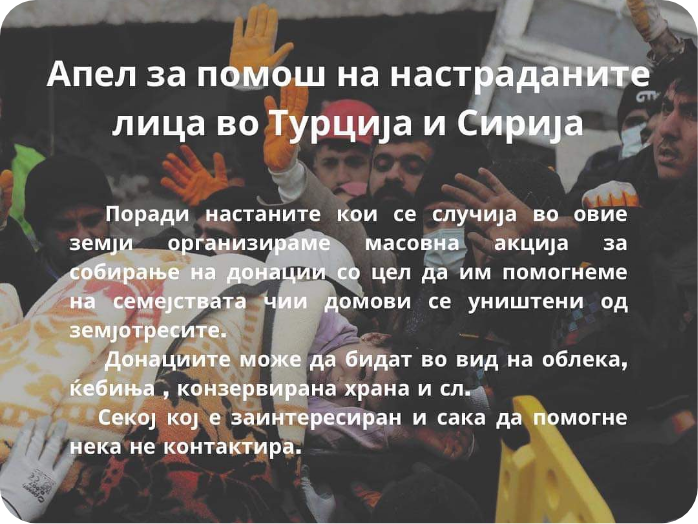 Апел за помош на настраданите
лица во Турција и Сирија
Поради настаните кои се случија во овие
земји организираме масовна акција за
собирање на донации со цел да им помогнеме
на семејствата чии домови се уништени од
земјотресите.
Донациите може да бидат во вид на облека,
ќебиња , конзервирана храна и сл.
Секој кој е заинтересиран и сака да помогне
нека не контактира.